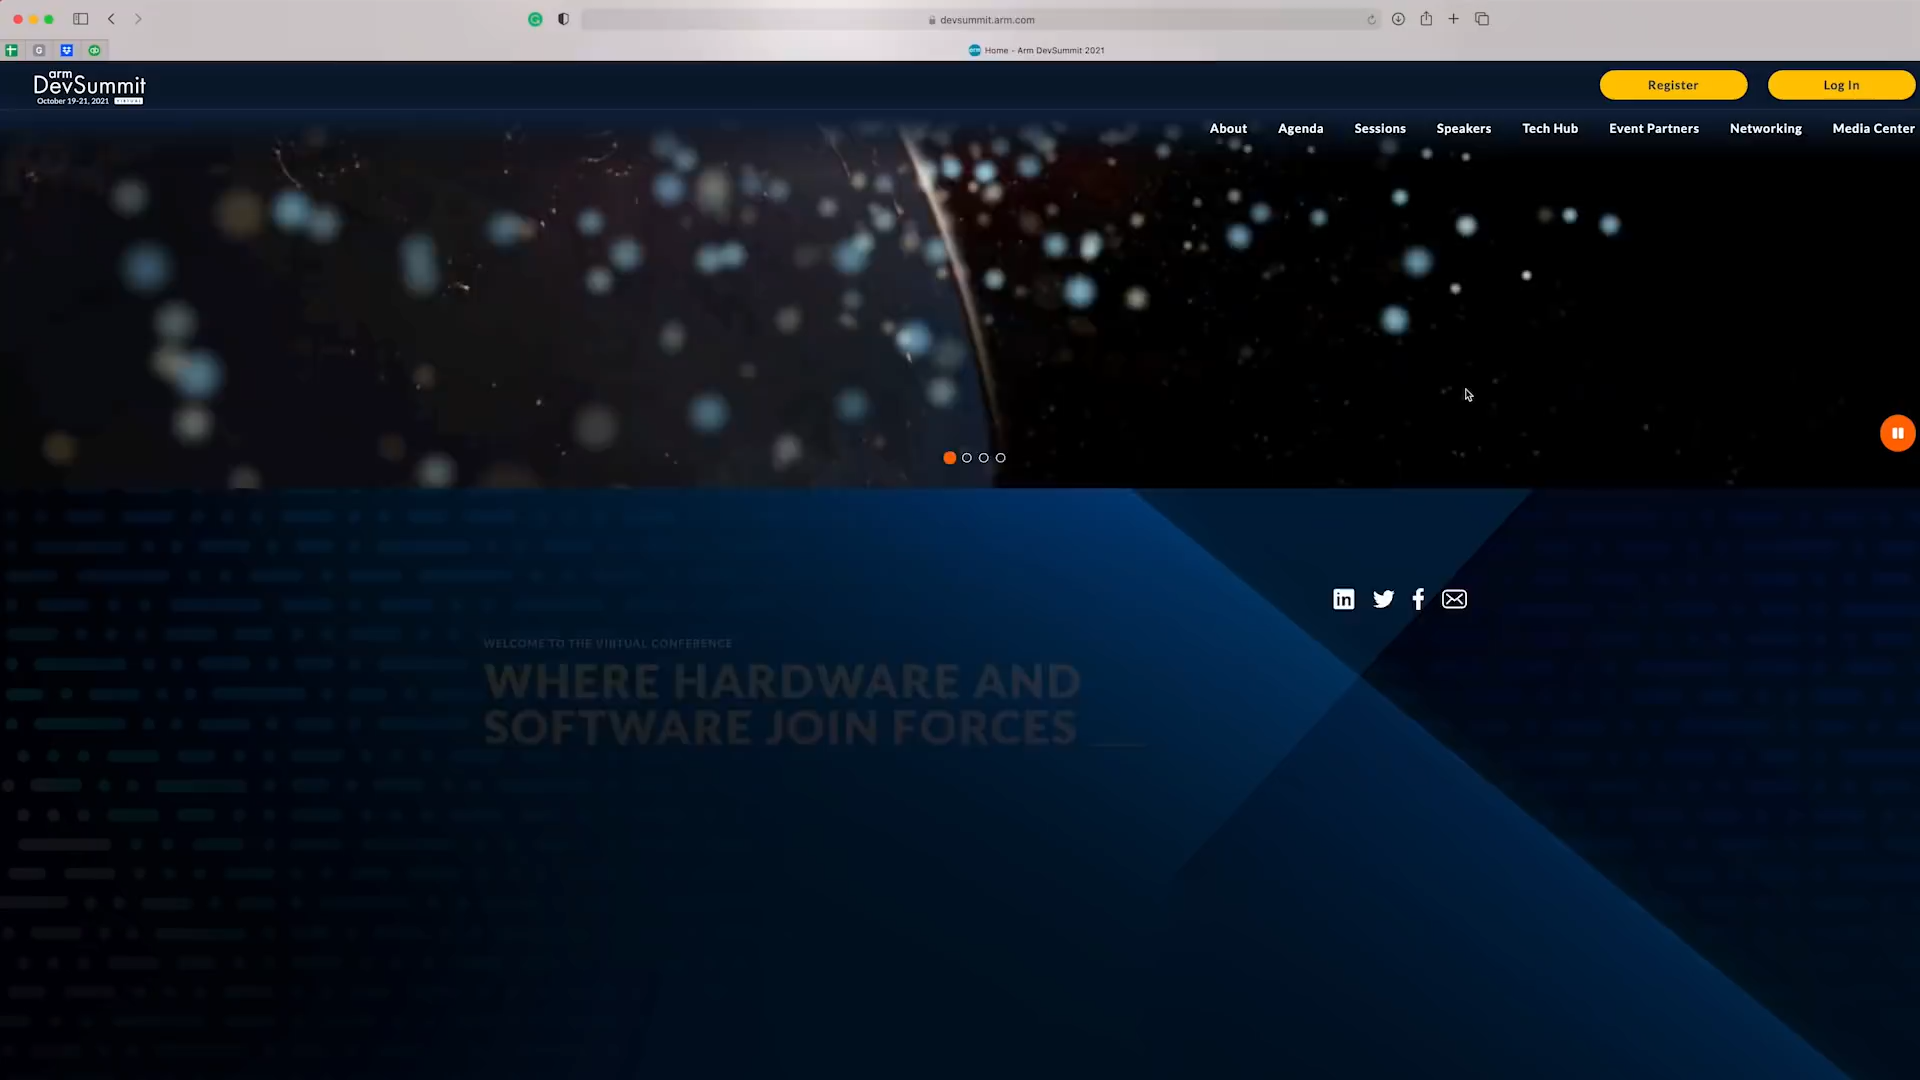 devsummit.arm.com
Home - Arm DevSummit 2021
arm
DevSummit
October 19-21, 2021 VIRTUAL
Register
Log In
About
Agenda
Sessions
Speakers
Tech Hub
Event Partners
Networking
Media Center
WELCOME TO THE VIRTUAL CONFERENCE
WHERE HARDWARE AND
SOFTWARE JOIN FORCES